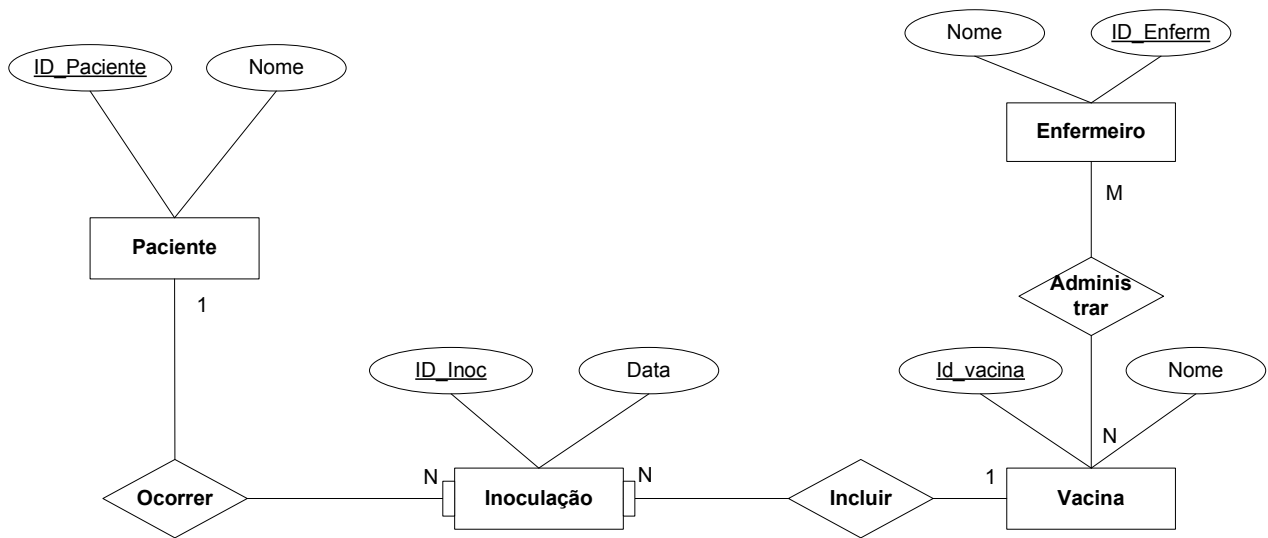 Nome
ID_Enferm
ID_Paciente
Nome
Enfermeiro
M
Paciente
1
Adminis
trar
ID_Inoc
Data
Id_vacina
Nome
N
N
N
1
Ocorrer
Inoculação
Incluir
Vacina